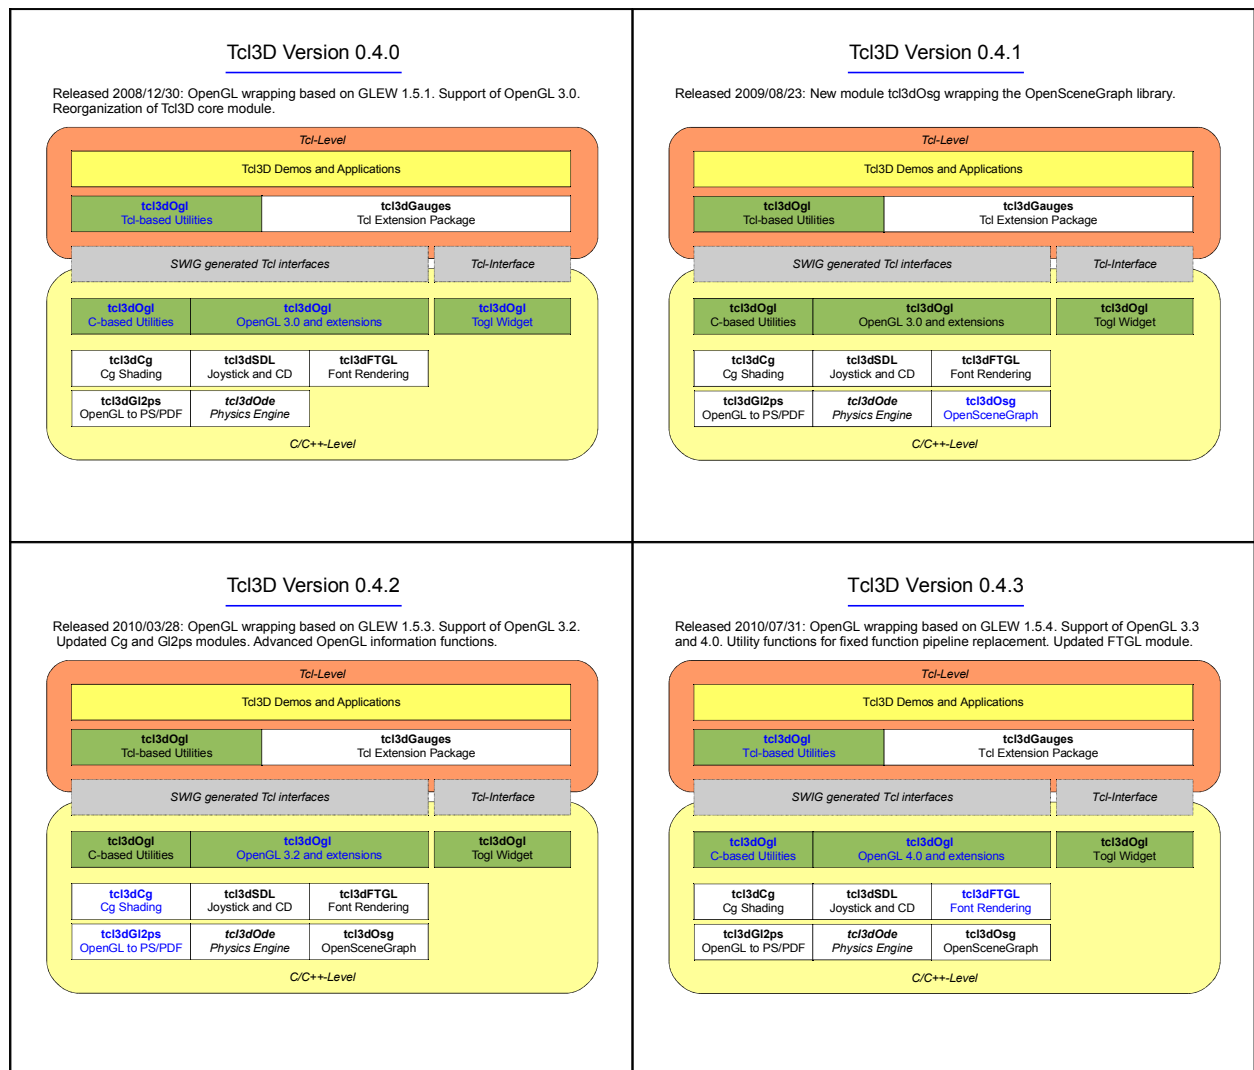 Tcl3D Version 0.4.0
Released 2008/12/30: OpenGL wrapping based on GLEW 1.5.1. Support of OpenGL 3.0.
Reorganization of Tcl3D core module.
Tcl-Level
Tcl3D Demos and Applications
tcl3dOgl
Tcl-based Utilities
tcl3dGauges
Tcl Extension Package
SWIG generated Tcl interfaces
Tcl-Interface
tcl3dOgl
C-based Utilities
tcl3dOgl
OpenGL 3.0 and extensions
tcl3dOgl
Togl Widget
tcl3dCg
Cg Shading
tcl3dSDL
Joystick and CD
tcl3dFTGL
Font Rendering
tcl3dGl2ps
OpenGL to PS/PDF
tcl3dOde
Physics Engine
C/C++-Level
Tcl3D Version 0.4.1
Released 2009/08/23: New module tcl3dOsg wrapping the OpenSceneGraph library.
Tcl-Level
Tcl3D Demos and Applications
tcl3dOgl
Tcl-based Utilities
tcl3dGauges
Tcl Extension Package
SWIG generated Tcl interfaces
Tcl-Interface
tcl3dOgl
C-based Utilities
tcl3dOgl
OpenGL 3.0 and extensions
tcl3dOgl
Togl Widget
tcl3dCg
Cg Shading
tcl3dSDL
Joystick and CD
tcl3dFTGL
Font Rendering
tcl3dGl2ps
OpenGL to PS/PDF
tcl3dOde
Physics Engine
tcl3dOsg
OpenSceneGraph
C/C++-Level
Tcl3D Version 0.4.2
Released 2010/03/28: OpenGL wrapping based on GLEW 1.5.3. Support of OpenGL 3.2.
Updated Cg and Gl2ps modules. Advanced OpenGL information functions.
Tcl-Level
Tcl3D Demos and Applications
tcl3dOgl
Tcl-based Utilities
tcl3dGauges
Tcl Extension Package
SWIG generated Tcl interfaces
Tcl-Interface
tcl3dOgl
C-based Utilities
tcl3dOgl
OpenGL 3.2 and extensions
tcl3dOgl
Togl Widget
tcl3dCg
Cg Shading
tcl3dSDL
Joystick and CD
tcl3dFTGL
Font Rendering
tcl3dGl2ps
OpenGL to PS/PDF
tcl3dOde
Physics Engine
tcl3dOsg
OpenSceneGraph
C/C++-Level
Tcl3D Version 0.4.3
Released 2010/07/31: OpenGL wrapping based on GLEW 1.5.4. Support of OpenGL 3.3
and 4.0. Utility functions for fixed function pipeline replacement. Updated FTGL module.
Tcl-Level
Tcl3D Demos and Applications
tcl3dOgl
Tcl-based Utilities
tcl3dGauges
Tcl Extension Package
SWIG generated Tcl interfaces
Tcl-Interface
tcl3dOgl
C-based Utilities
tcl3dOgl
OpenGL 4.0 and extensions
tcl3dOgl
Togl Widget
tcl3dCg
Cg Shading
tcl3dSDL
Joystick and CD
tcl3dFTGL
Font Rendering
tcl3dGl2ps
OpenGL to PS/PDF
tcl3dOde
Physics Engine
tcl3dOsg
OpenSceneGraph
C/C++-Level